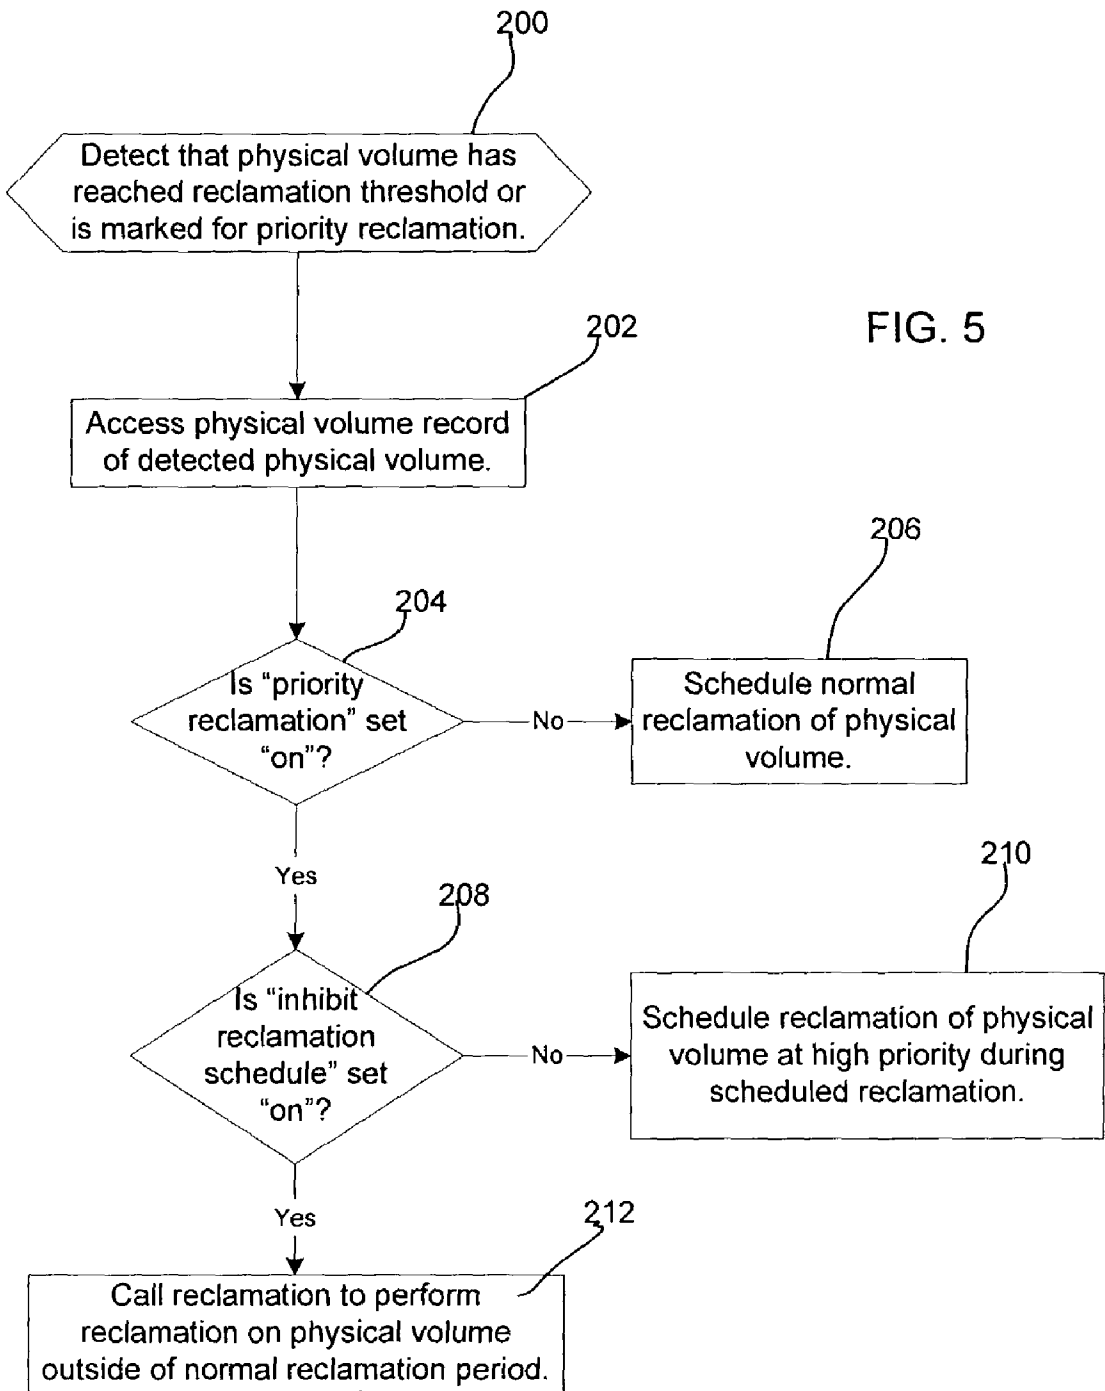 200
Detect that physical volume has
reached reclamation threshold or
is marked for priority reclamation.
FIG. 5
202
Access physical volume record
of detected physical volume.
206
204
Is “priority
reclamation” set
“on”?
No
Schedule normal
reclamation of physical
volume.
Yes
210
208
Is “inhibit
reclamation
schedule” set
“on”?
No
Schedule reclamation of physical
volume at high priority during
scheduled reclamation.
Yes
212
Call reclamation to perform
reclamation on physical volume
outside of normal reclamation period.